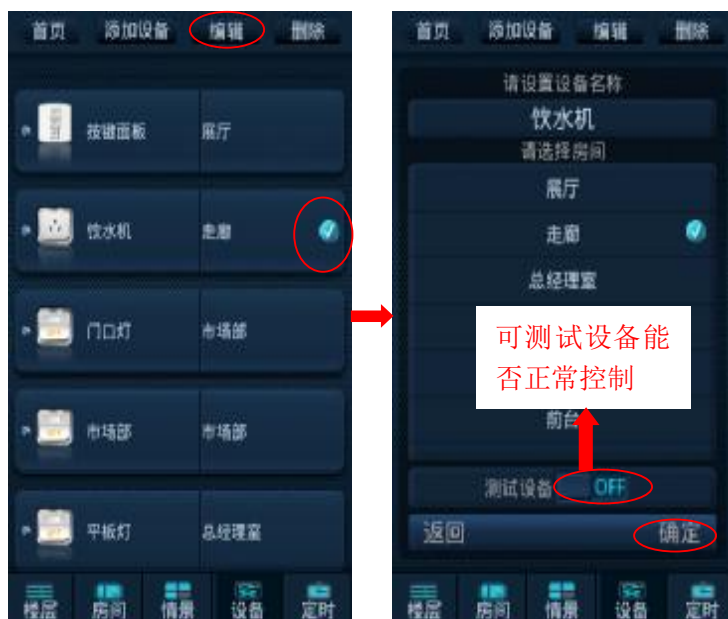 首页 添加设备 编辑 删除
按键面板 展厅
饮水机 走廊
门口灯 市场部
市场部 市场部
平板灯 总经理室
楼层 房间 情景 设备 定时
首页 添加设备 编辑 删除
请设置设备名称
饮水机
请选择房间
展厅
走廊
总经理室
可测试设备能
否正常控制
前台
测试设备 OFF
返回 确定
楼层 房间 情景 设备 定时